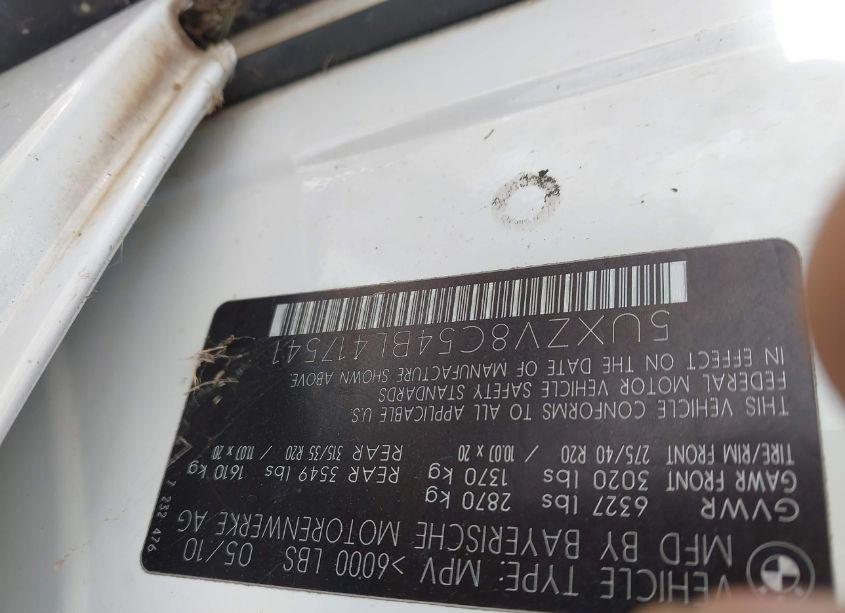 VEHICLE TYPE: MPV >6000 LBS 05/10
MFD BY BAYERISCHE MOTORENWERKE AG
GVWR 6327 lbs 2870 kg
GAWR FRONT 3020 lbs 1370 kg REAR 3549 lbs 1610 kg
TIRE/RIM FRONT 275/40 R20 / 10.0J x 20 REAR 315/35 R20 / 11.0J x 20
THIS VEHICLE CONFORMS TO ALL APPLICABLE U.S.
FEDERAL MOTOR VEHICLE SAFETY STANDARDS
IN EFFECT ON THE DATE OF MANUFACTURE SHOWN ABOVE
5UXZV8C54BL417541
7 232 476